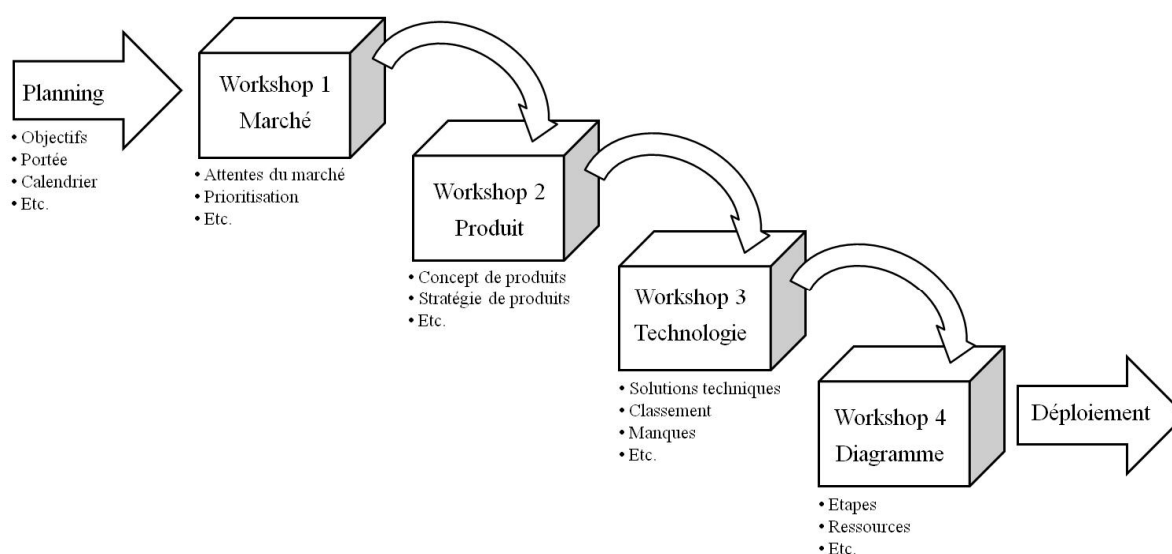 Planning
• Objectifs
• Portée
• Calendrier
• Etc.
Workshop 1
Marché
• Attentes du marché
• Prioritisation
• Etc.
Workshop 2
Produit
• Concept de produits
• Stratégie de produits
• Etc.
Workshop 3
Technologie
• Solutions techniques
• Classement
• Manques
• Etc.
Workshop 4
Diagramme
• Etapes
• Ressources
• Etc.
Déploiement